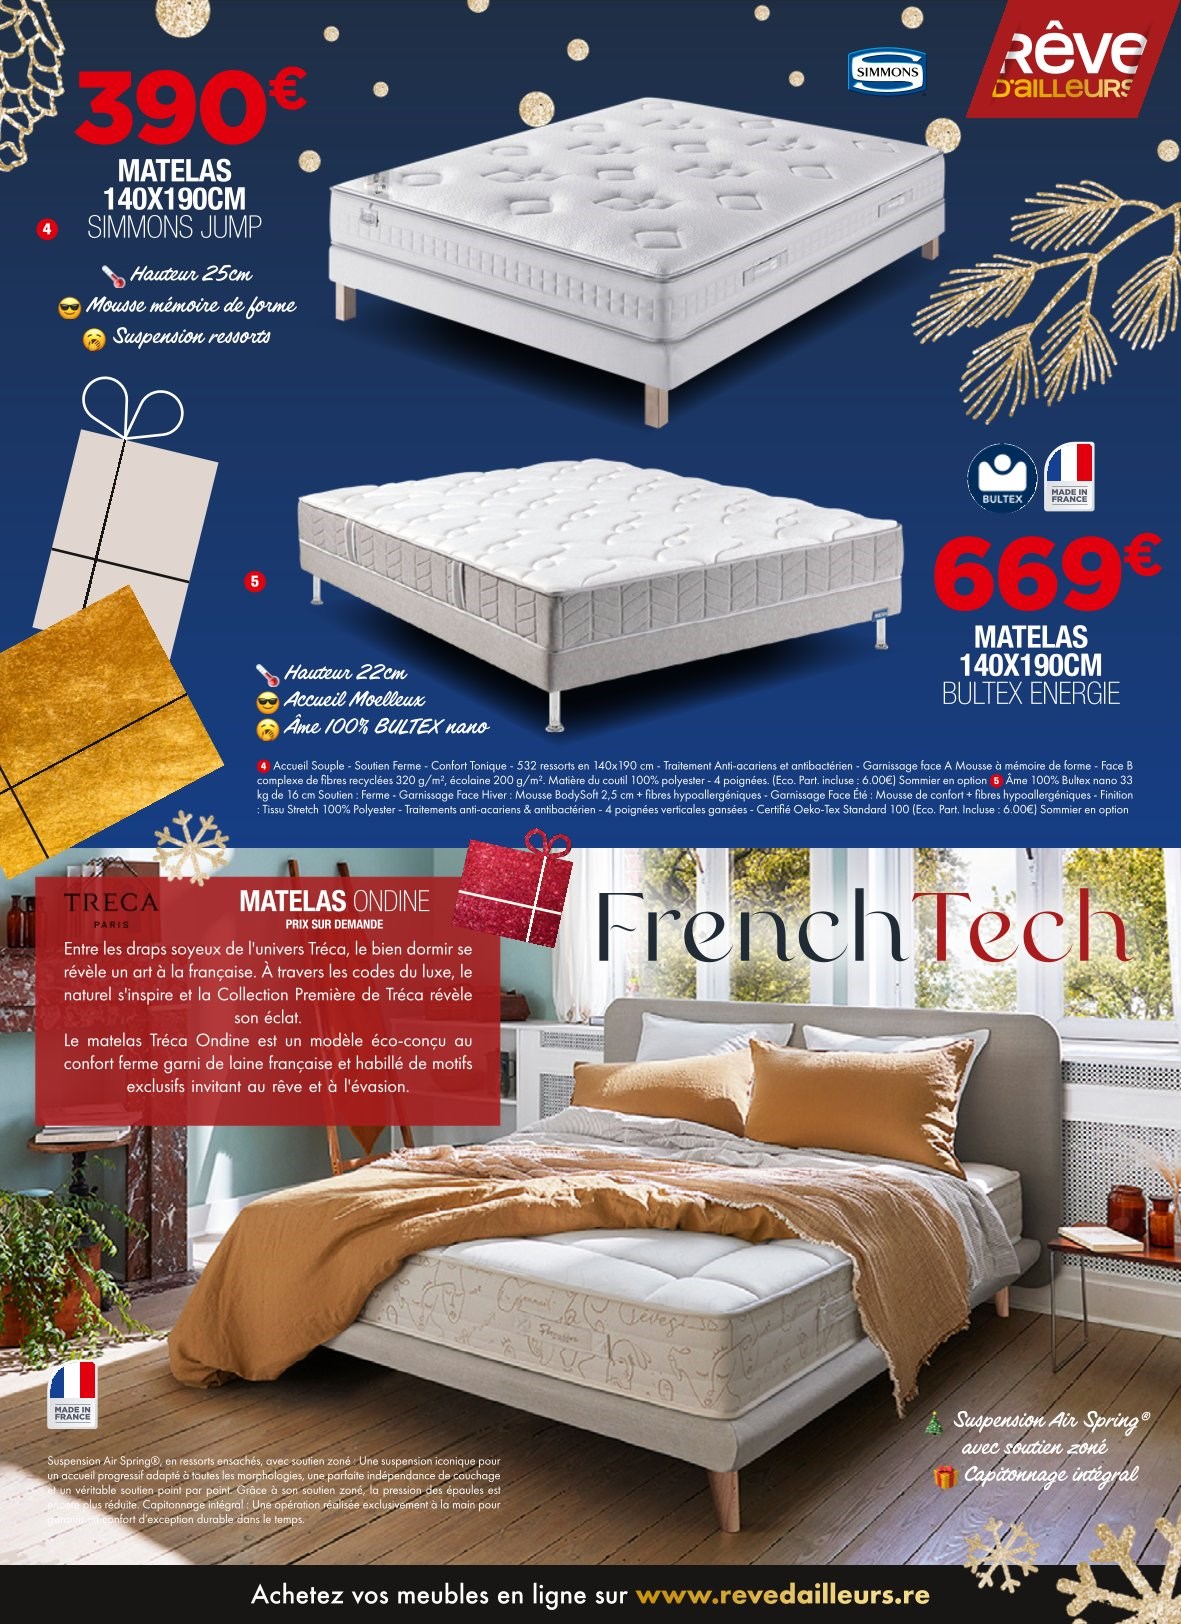 SIMMONS
RÊVE
D'AILLEURS
390€
MATELAS
140X190CM
SIMMONS JUMP
4
Hauteur 25cm
Mousse mémoire de forme
Suspension ressorts
BULTEX
MADE IN
FRANCE
5
669€
MATELAS
140X190CM
BULTEX ENERGIE
Hauteur 22cm
Accueil Moelleux
Âme 100% BULTEX nano
4 Accueil Souple - Soutien Ferme - Confort Tonique - 532 ressorts en 140x190 cm - Traitement Anti-acariens et antibactérien - Garnissage face A Mousse à mémoire de forme - Face B
complexe de fibres recyclées 320 g/m², écolaine 200 g/m². Matière du coutil 100% polyester - 4 poignées. (Eco. Part. incluse : 6.00€) Sommier en option 5 Âme 100% Bultex nano 33
kg de 16 cm Soutien : Ferme - Garnissage Face Hiver : Mousse BodySoft 2,5 cm + fibres hypoallergéniques - Garnissage Face Été : Mousse de confort + fibres hypoallergéniques - Finition
: Tissu Stretch 100% Polyester - Traitements anti-acariens & antibactérien - 4 poignées verticales gansées - Certifié Oeko-Tex Standard 100 (Eco. Part. Incluse : 6.00€) Sommier en option
TRECA
PARIS
MATELAS ONDINE
PRIX SUR DEMANDE
Entre les draps soyeux de l'univers Tréca, le bien dormir se
révèle un art à la française. À travers les codes du luxe, le
naturel s'inspire et la Collection Première de Tréca révèle
son éclat.
Le matelas Tréca Ondine est un modèle éco-conçu au
confort ferme garni de laine française et habillé de motifs
exclusifs invitant au rêve et à l'évasion.
FrenchTech
MADE IN
FRANCE
Suspension Air Spring®
avec soutien zoné
Capitonnage intégral
Suspension Air Spring®, en ressorts ensachés, avec soutien zoné : Une suspension iconique pour
un accueil progressif adapté à toutes les morphologies, une parfaite indépendance de couchage
et un véritable soutien point par point. Grâce à son soutien zoné, la pression des épaules est
encore plus réduite. Capitonnage intégral : Une opération réalisée exclusivement à la main pour
confort d'exception durable dans le temps.
Achetez vos meubles en ligne sur www.revedailleurs.re